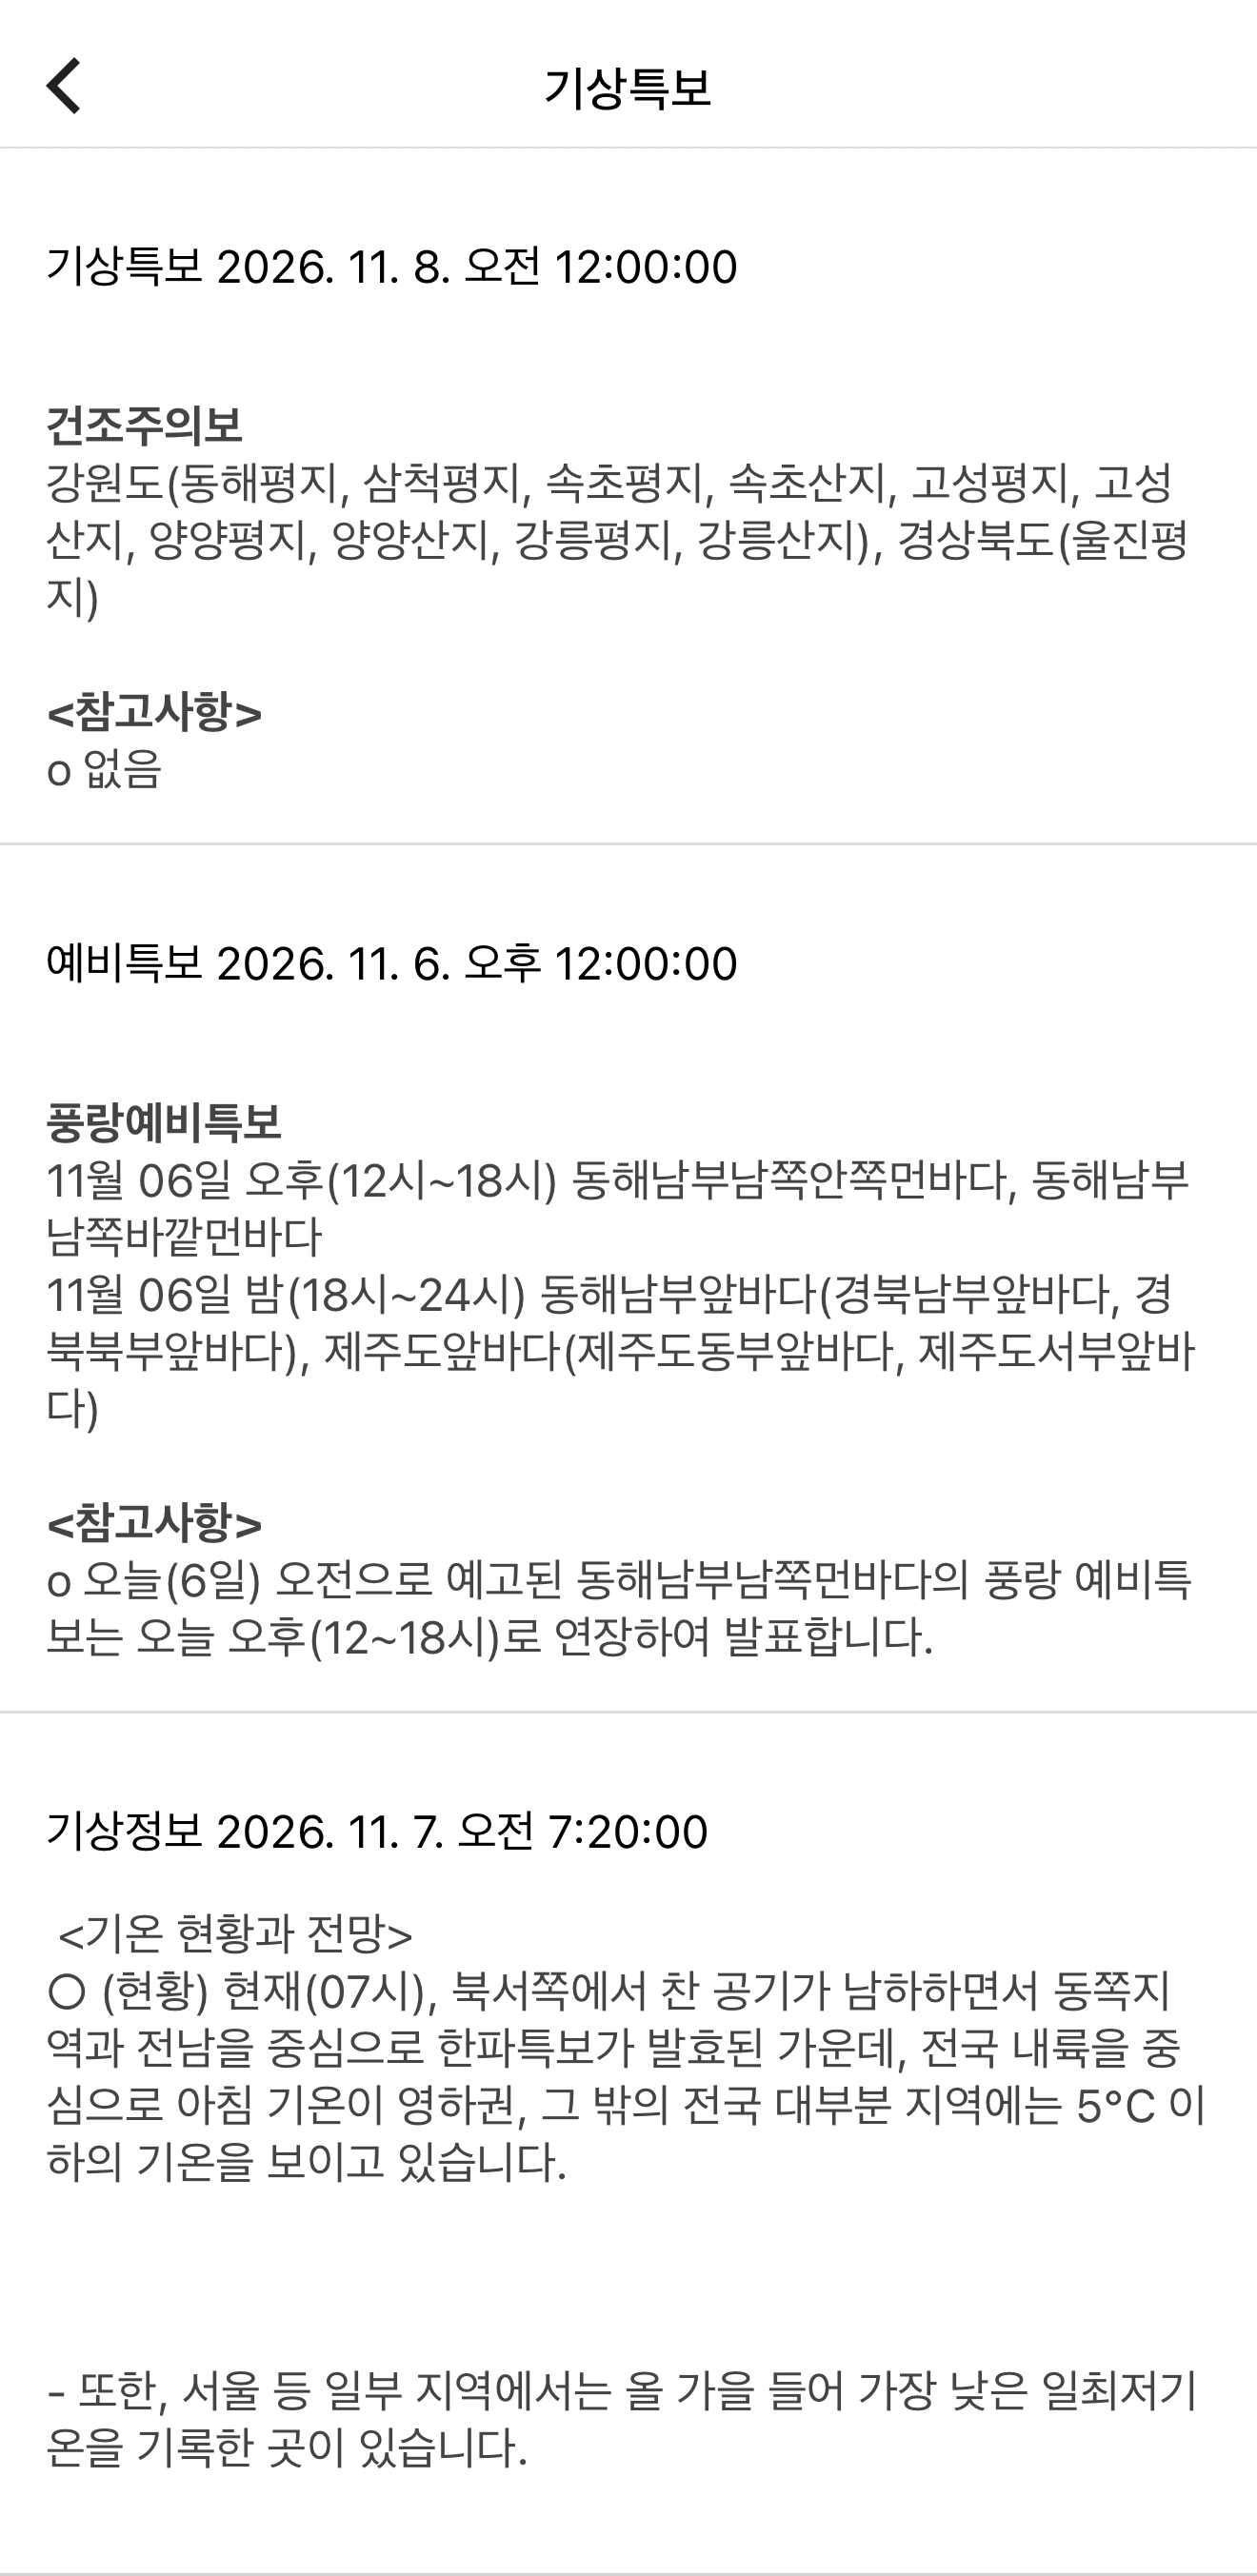 기상특보
기상특보 2026. 11. 8. 오전 12:00:00
건조주의보
강원도(동해평지, 삼척평지, 속초평지, 속초산지, 고성평지, 고성
산지, 양양평지, 양양산지, 강릉평지, 강릉산지), 경상북도(울진평
지)
<참고사항>
o 없음
예비특보 2026. 11. 6. 오후 12:00:00
풍랑예비특보
11월 06일 오후(12시~18시) 동해남부남쪽안쪽먼바다, 동해남부
남쪽바깥먼바다
11월 06일 밤(18시~24시) 동해남부앞바다(경북남부앞바다, 경
북북부앞바다), 제주도앞바다(제주도동부앞바다, 제주도서부앞바
다)
<참고사항>
o 오늘(6일) 오전으로 예고된 동해남부남쪽먼바다의 풍랑 예비특
보는 오늘 오후(12~18시)로 연장하여 발표합니다.
기상정보 2026. 11. 7. 오전 7:20:00
<기온 현황과 전망>
○ (현황) 현재(07시), 북서쪽에서 찬 공기가 남하하면서 동쪽지
역과 전남을 중심으로 한파특보가 발효된 가운데, 전국 내륙을 중
심으로 아침 기온이 영하권, 그 밖의 전국 대부분 지역에는 5°C 이
하의 기온을 보이고 있습니다.
- 또한, 서울 등 일부 지역에서는 올 가을 들어 가장 낮은 일최저기
온을 기록한 곳이 있습니다.